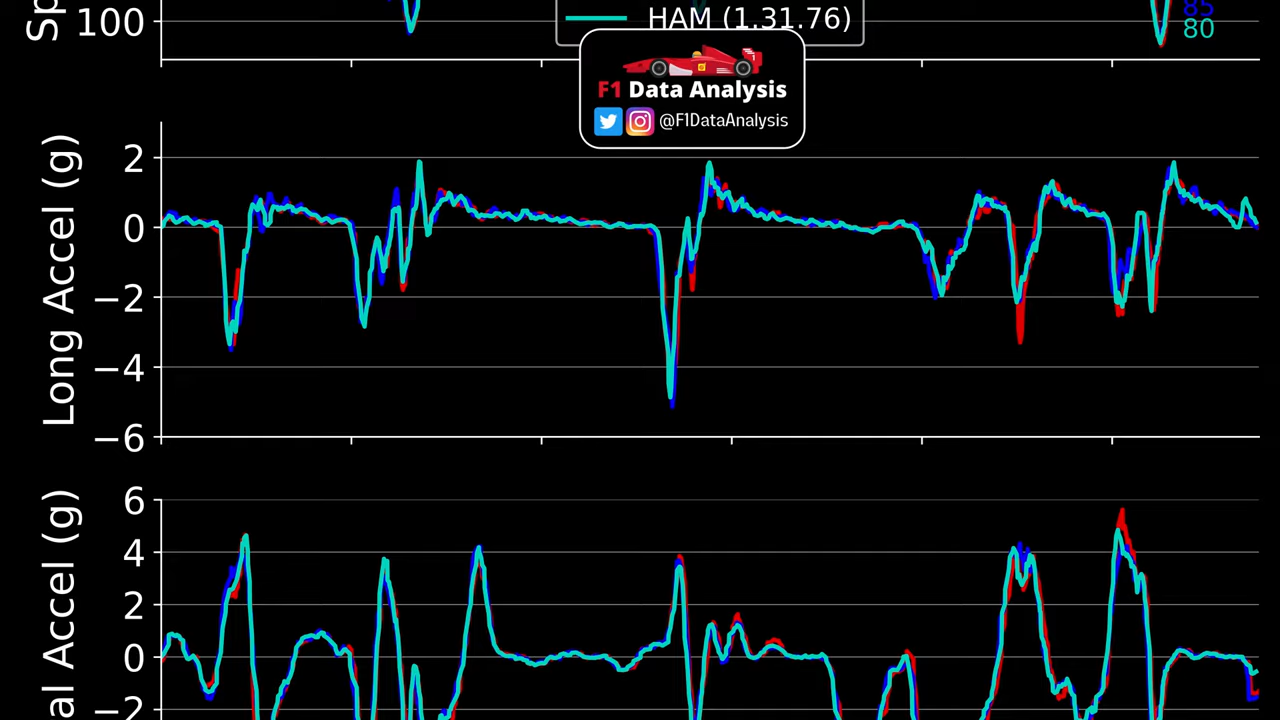 85
Sp
100
HAM (1.31.76)
80
F1 Data Analysis
@F1DataAnalysis
Long Accel (g)
2
0
−2
−4
−6
al Accel (g)
6
4
2
0
−2